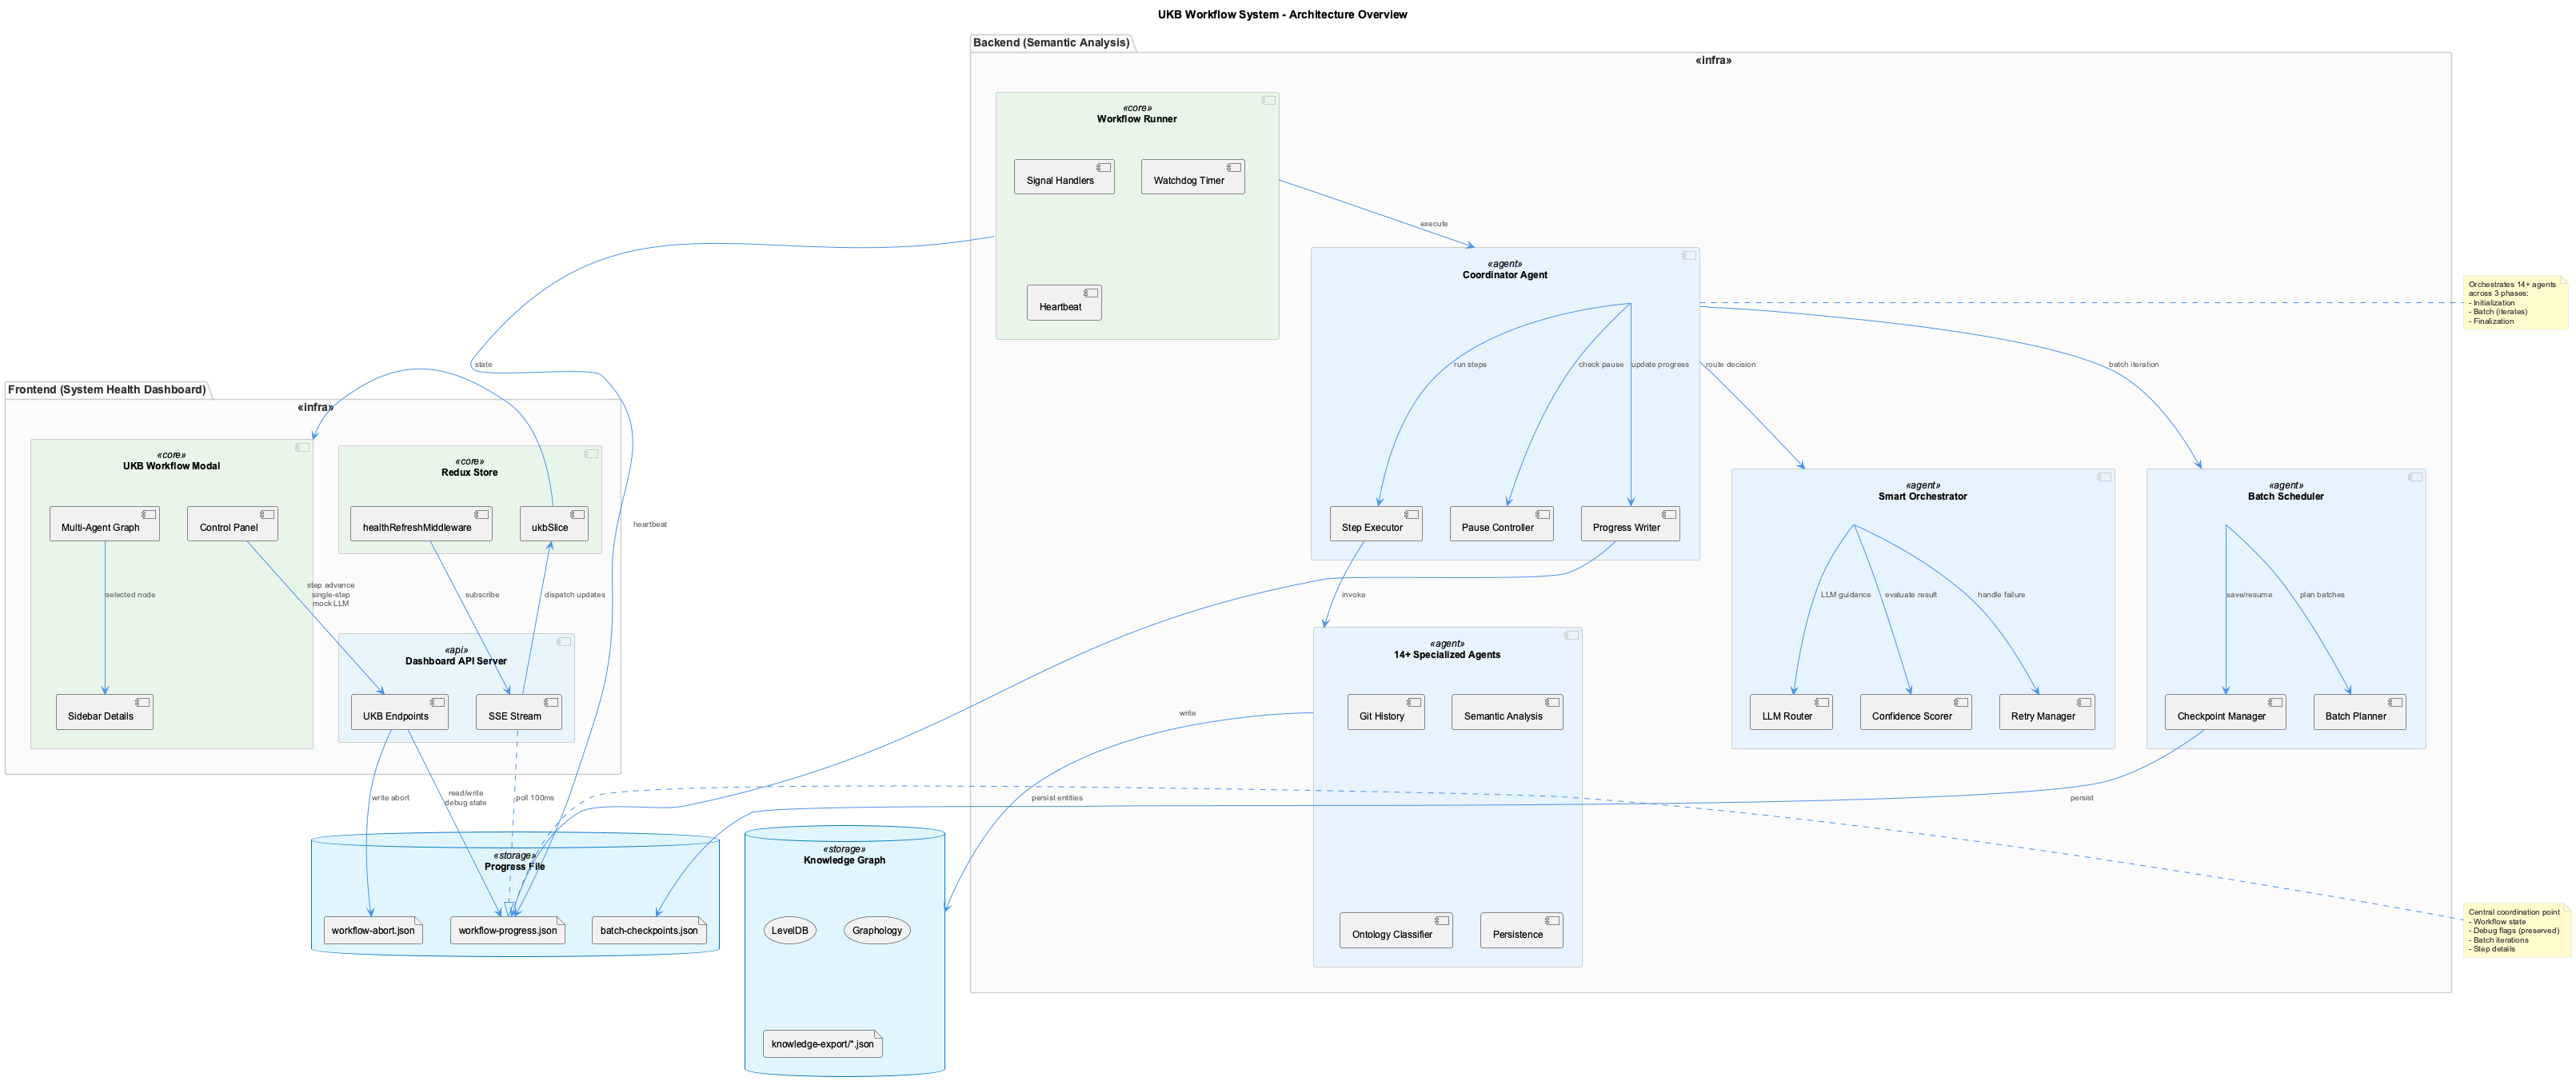 UKB Workflow System - Architecture Overview
Backend (Semantic Analysis)
«infra»
«core»
Workflow Runner
Signal Handlers
Watchdog Timer
Heartbeat
execute
«agent»
Coordinator Agent
run steps
check pause
update progress
Step Executor
Pause Controller
Progress Writer
route decision
batch iteration
Orchestrates 14+ agents
across 3 phases:
- Initialization
- Batch (iterates)
- Finalization
«agent»
Smart Orchestrator
LLM guidance
evaluate result
handle failure
LLM Router
Confidence Scorer
Retry Manager
«agent»
Batch Scheduler
save/resume
plan batches
Checkpoint Manager
Batch Planner
invoke
«agent»
14+ Specialized Agents
Git History
Semantic Analysis
Ontology Classifier
Persistence
state
heartbeat
Frontend (System Health Dashboard)
«infra»
«core»
UKB Workflow Modal
Multi-Agent Graph
Control Panel
selected node
Sidebar Details
step advance
single-step
mock LLM
«core»
Redux Store
healthRefreshMiddleware
ukbSlice
subscribe
dispatch updates
«api»
Dashboard API Server
UKB Endpoints
SSE Stream
write
write abort
read/write
debug state
poll 100ms
persist entities
persist
«storage»
Progress File
workflow-abort.json
workflow-progress.json
batch-checkpoints.json
«storage»
Knowledge Graph
LevelDB
Graphology
knowledge-export/*.json
Central coordination point
- Workflow state
- Debug flags (preserved)
- Batch iterations
- Step details